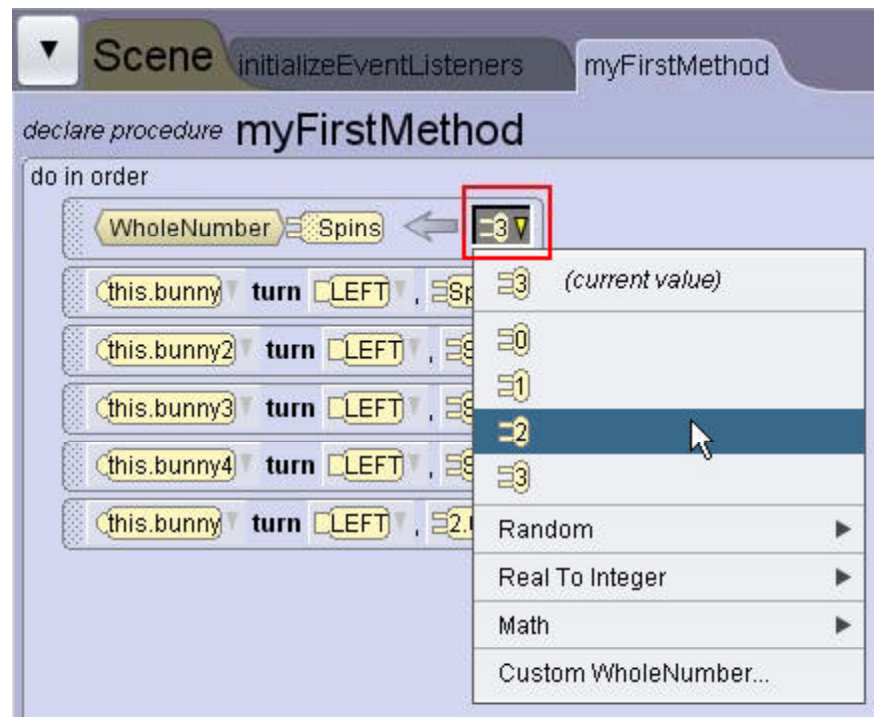 Scene initializeEventListeners myFirstMethod
declare procedure myFirstMethod
do in order
WholeNumber Spins 3
3 (current value)
this.bunny turn LEFT , Sp
0
this.bunny2 turn LEFT , S
1
this.bunny3 turn LEFT , S
2
this.bunny4 turn LEFT , S
3
this.bunny turn LEFT , 2.
Random
Real To Integer
Math
Custom WholeNumber...